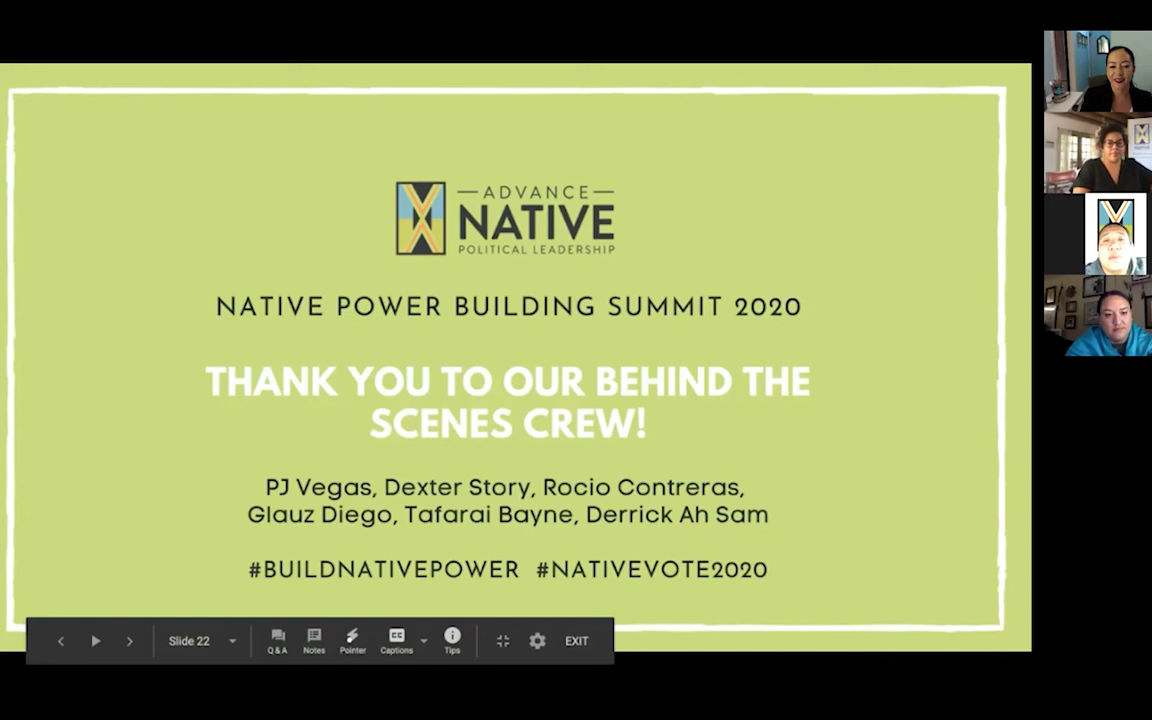 ADVANCE
NATIVE
POLITICAL LEADERSHIP
NATIVE POWER BUILDING SUMMIT 2020
THANK YOU TO OUR BEHIND THE
SCENES CREW!
PJ Vegas, Dexter Story, Rocio Contreras,
Glauz Diego, Tafarai Bayne, Derrick Ah Sam
#BUILDNATIVEPOWER #NATIVEVOTE2020
Slide 22
Q & A
Notes
Pointer
CC
Captions
Tips
EXIT